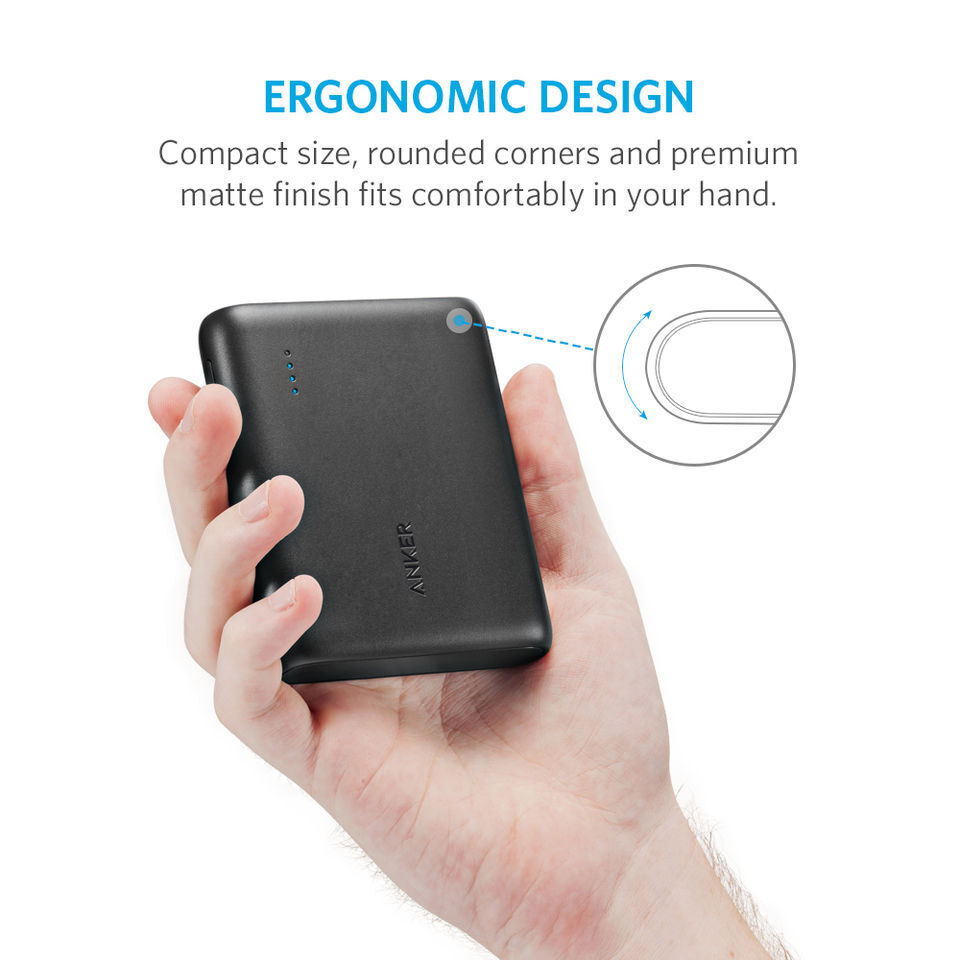 ERGONOMIC DESIGN
Compact size, rounded corners and premium
matte finish fits comfortably in your hand.
ANKER